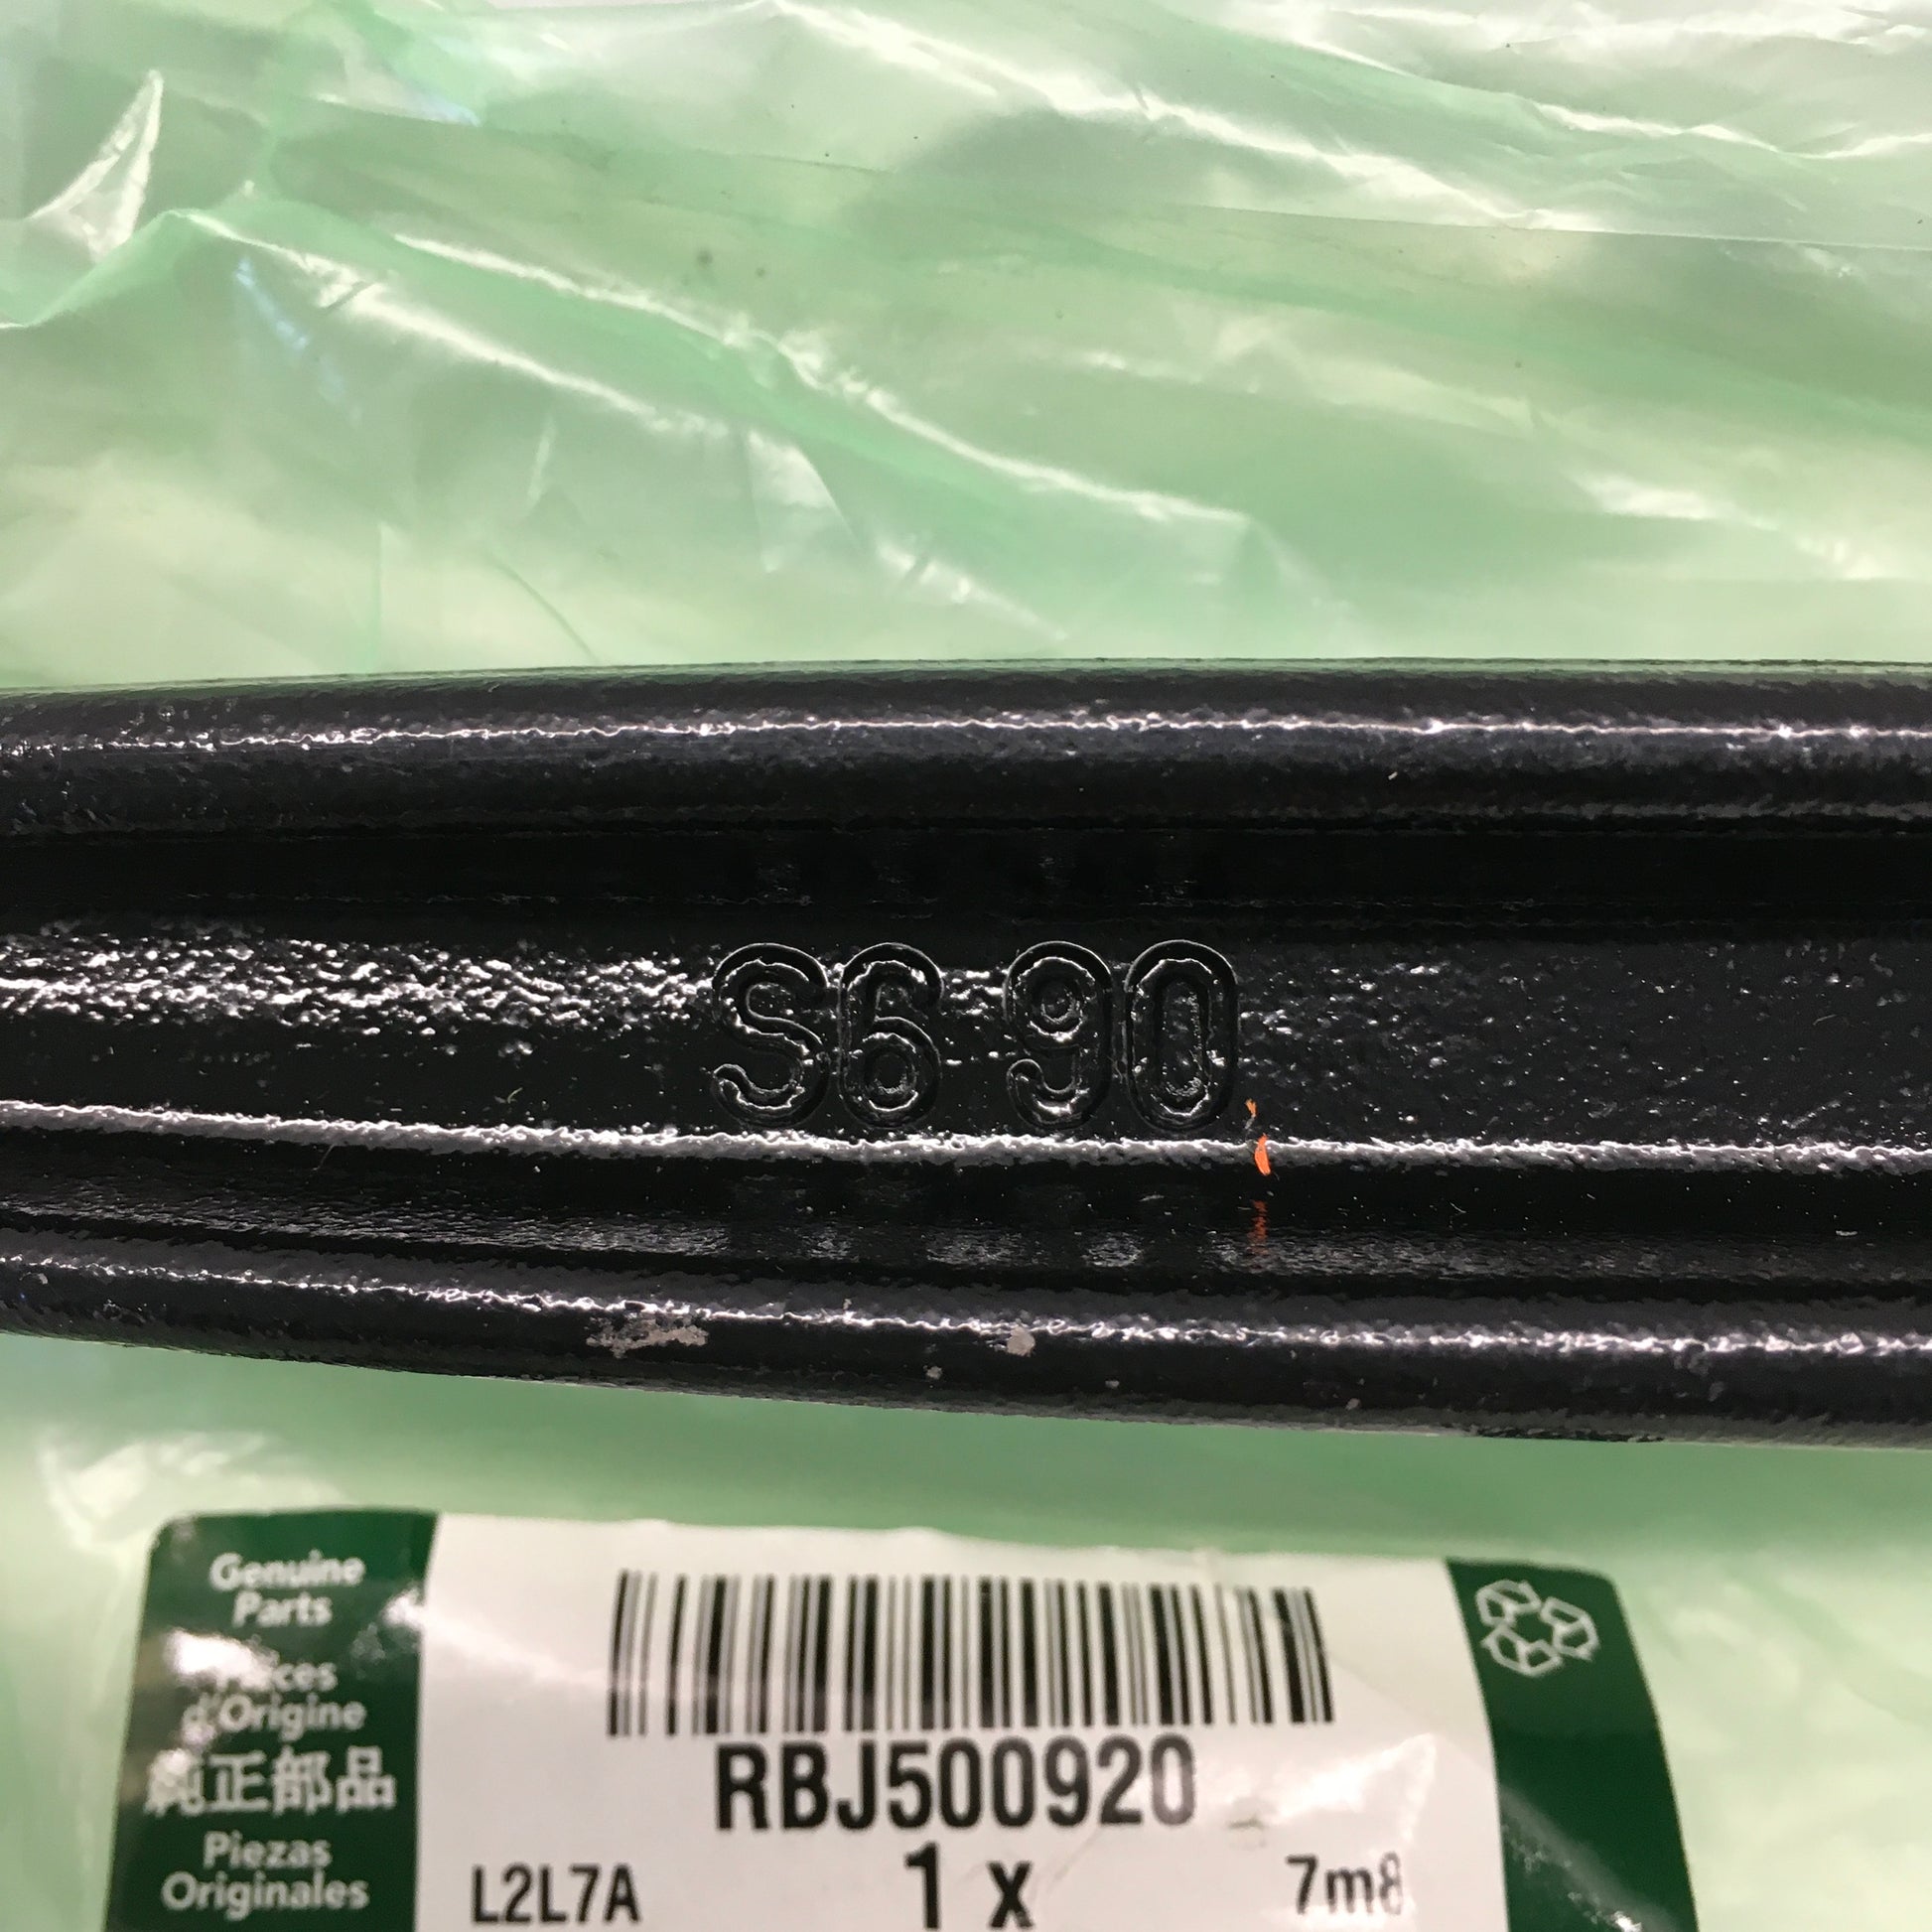 S6 90
Genuine
Parts
Pièces
d'Origine
純正部品
Piezas
Originales
RBJ500920
L2L7A 1 x 7m8